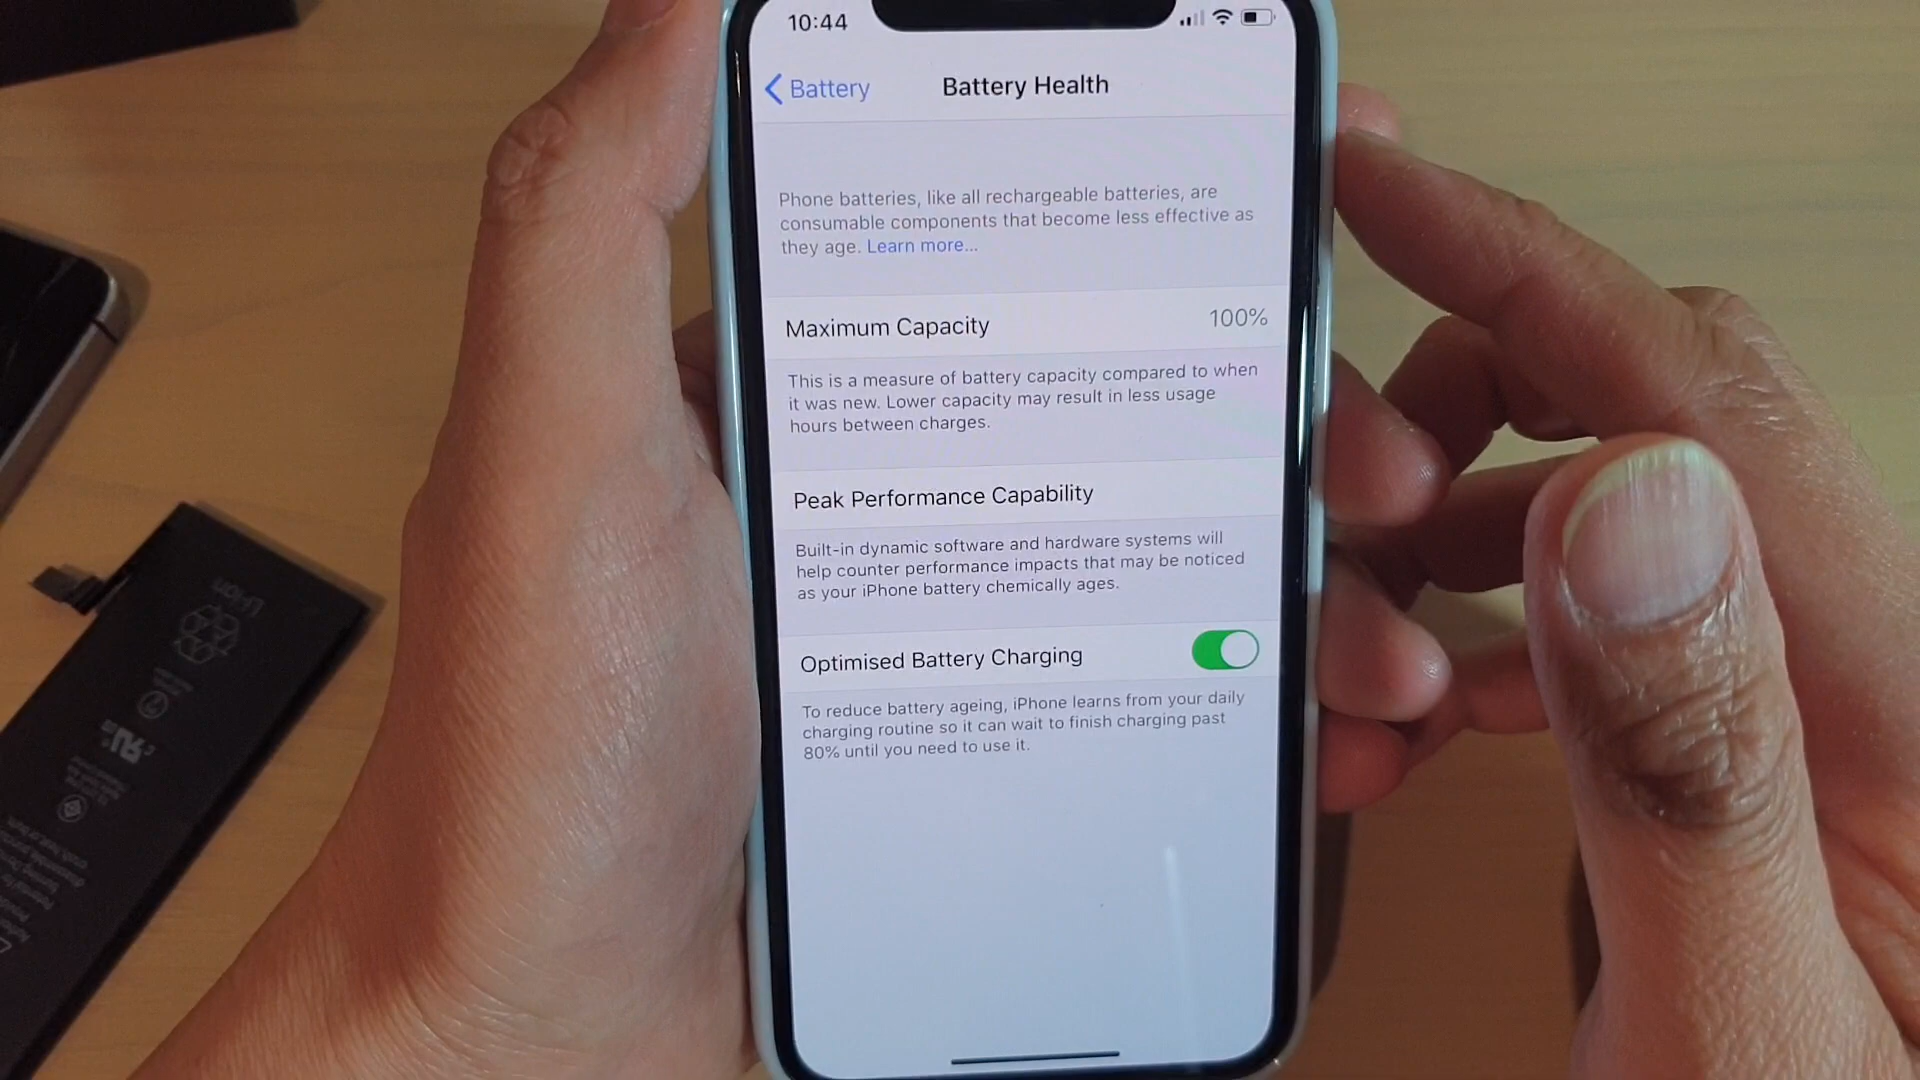 10:44
Battery
Battery Health
Phone batteries, like all rechargeable batteries, are
consumable components that become less effective as
they age. Learn more...
Maximum Capacity
100%
This is a measure of battery capacity compared to when
it was new. Lower capacity may result in less usage
hours between charges.
Peak Performance Capability
Built-in dynamic software and hardware systems will
help counter performance impacts that may be noticed
as your iPhone battery chemically ages.
Optimised Battery Charging
To reduce battery ageing, iPhone learns from your daily
charging routine so it can wait to finish charging past
80% until you need to use it.
Li-ion